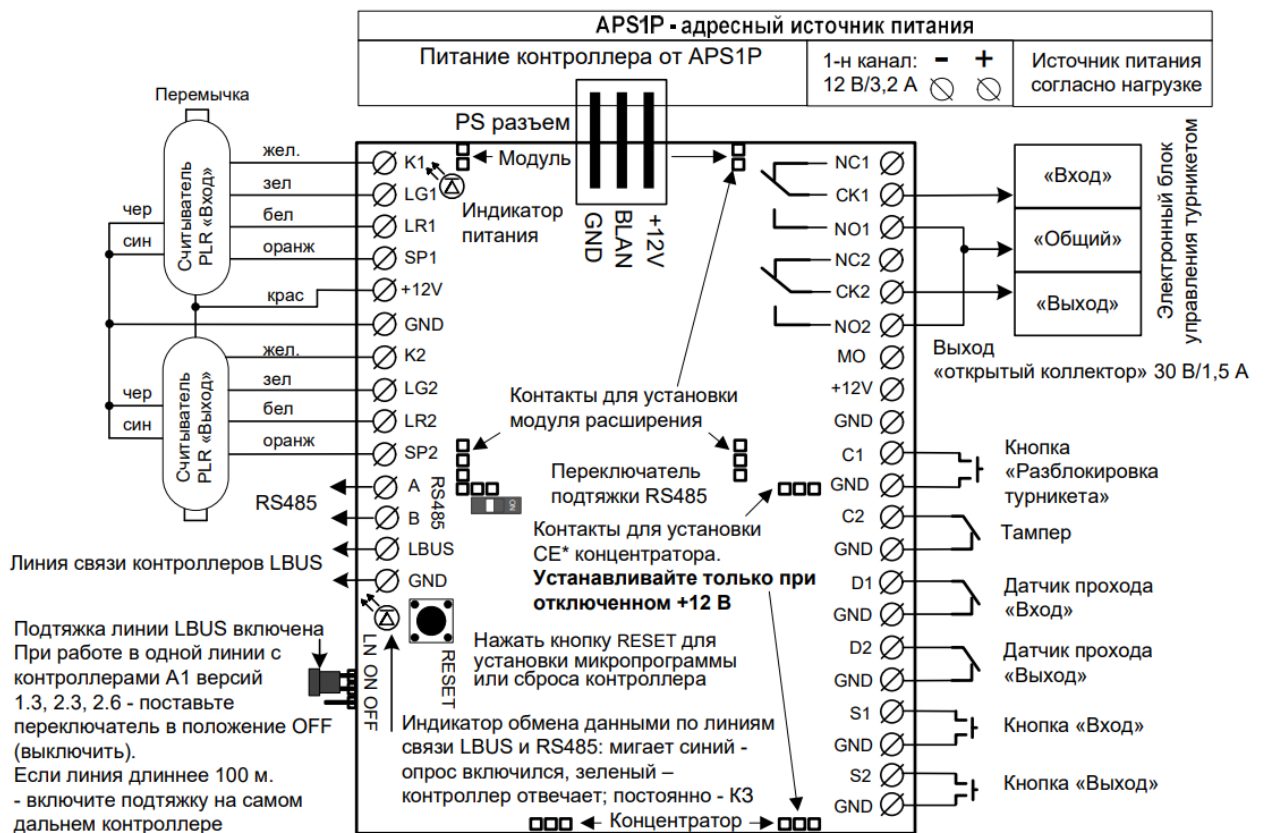 APS1P - адресный источник питания
Питание контроллера от APS1P
1-н канал: - +
12 В/3,2 А
Источник питания
согласно нагрузке
Перемычка
PS разъем
Модуль
GND
BLAN
+12V
Индикатор
питания
Считыватель
PLR «Вход»
жел.
зел
бел
оранж
крас
чер
син
Считыватель
PLR «Выход»
жел.
зел
бел
оранж
чер
син
K1
LG1
LR1
SP1
+12V
GND
K2
LG2
LR2
SP2
A
B
RS485
LBUS
GND
RS485
Линия связи контроллеров LBUS
NC1
CK1
NO1
NC2
CK2
NO2
MO
+12V
GND
C1
GND
C2
GND
D1
GND
D2
GND
S1
GND
S2
GND
«Вход»
«Общий»
«Выход»
Электронный блок
управления турникетом
Выход
«открытый коллектор» 30 В/1,5 А
Контакты для установки
модуля расширения
Переключатель
подтяжки RS485
ON
Контакты для установки
CE* концентратора.
Устанавливайте только при
отключенном +12 В
Кнопка
«Разблокировка
турникета»
Тампер
Датчик прохода
«Вход»
Датчик прохода
«Выход»
Кнопка «Вход»
Кнопка «Выход»
Подтяжка линии LBUS включена
При работе в одной линии с
контроллерами А1 версий
1.3, 2.3, 2.6 - поставьте
переключатель в положение OFF
(выключить).
Если линия длиннее 100 м.
- включите подтяжку на самом
дальнем контроллере
LN ON OFF
RESET
Нажать кнопку RESET для
установки микропрограммы
или сброса контроллера
Индикатор обмена данными по линиям
связи LBUS и RS485: мигает синий -
опрос включился, зеленый –
контроллер отвечает; постоянно - КЗ
Концентратор